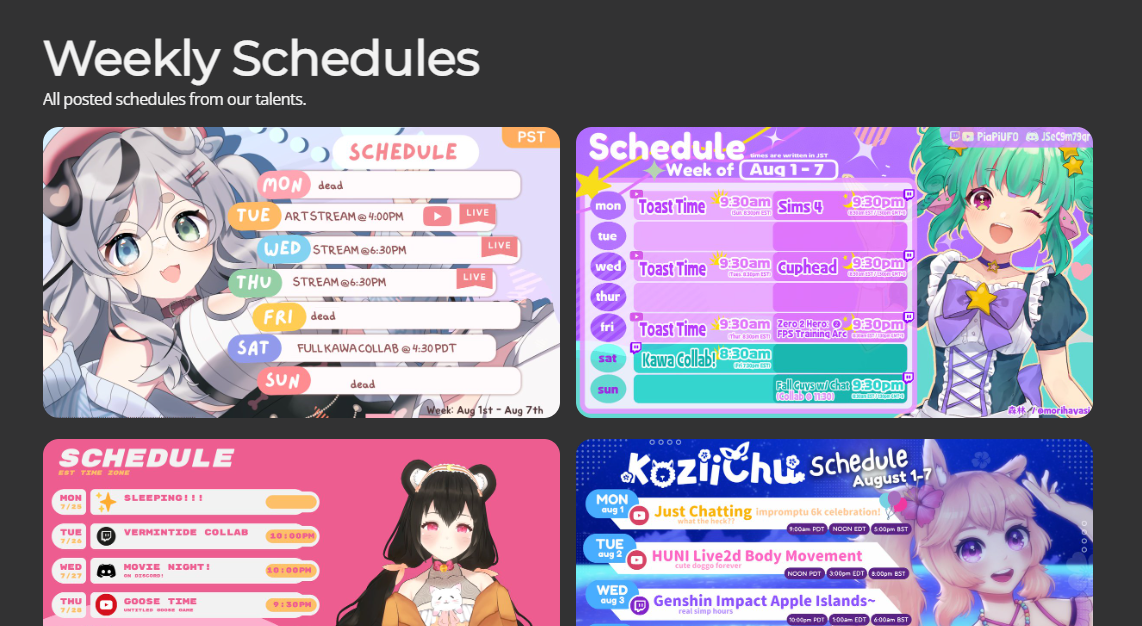 Weekly Schedules
All posted schedules from our talents.
PST
SCHEDULE
MON dead
TUE ART STREAM @ 4:00PM LIVE
WED STREAM @ 6:30PM LIVE
THU STREAM @ 6:30PM LIVE
FRI dead
SAT FULL KAWA COLLAB @ 4:30 PDT
SUN dead
Week: Aug 1st - Aug 7th
Schedule times are written in JST
Week of Aug 1 - 7
PiaPiUFO
mon Toast Time 9:30am Sims 4 9:30pm
tue
wed Toast Time 9:30am Cuphead 9:30pm
thur
fri Toast Time 9:30am Zero 2 Hero: FPS Training Arc 9:30pm
sat Kawa Collab! 8:30am
sun Fall Guys w/ Chat 9:30pm
(Collab @ 11:30)
森林 /@morihayasi
SCHEDULE
EST TIME ZONE
MON 7/25 SLEEPING!!!
TUE 7/26 VERMINTIDE COLLAB 10:00PM
WED 7/27 MOVIE NIGHT! 10:00PM
ON DISCORD!
THU 7/28 GOOSE TIME 9:30PM
UNTITLED GOOSE GAME
KoziiChu Schedule
August 1-7
MON aug 1 Just Chatting impromptu 6k celebration!
what the heck??
9:00am PDT NOON EDT 5:00pm BST
TUE aug 2 HUNI Live2d Body Movement
cute doggo forever
NOON PDT 3:00pm EDT 8:00pm BST
WED aug 3 Genshin Impact Apple Islands~
real simp hours
10:00pm PDT 1:00am EDT 6:00am BST